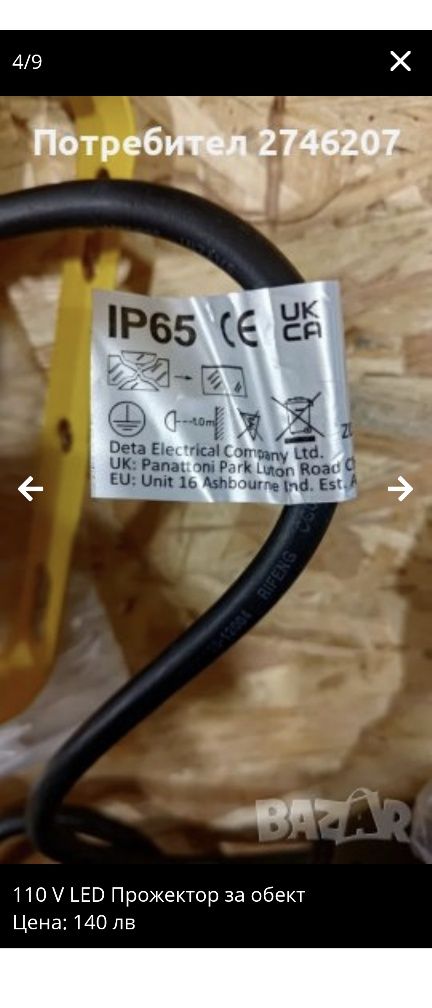 4/9
Потребител 2746207
IP65 CE UK CA
1.0m
Deta Electrical Company Ltd.
UK: Panattoni Park Luton Road
EU: Unit 16 Ashbourne Ind. Est.
RIFENG
BAZAR
110 V LED Прожектор за обект
Цена: 140 лв